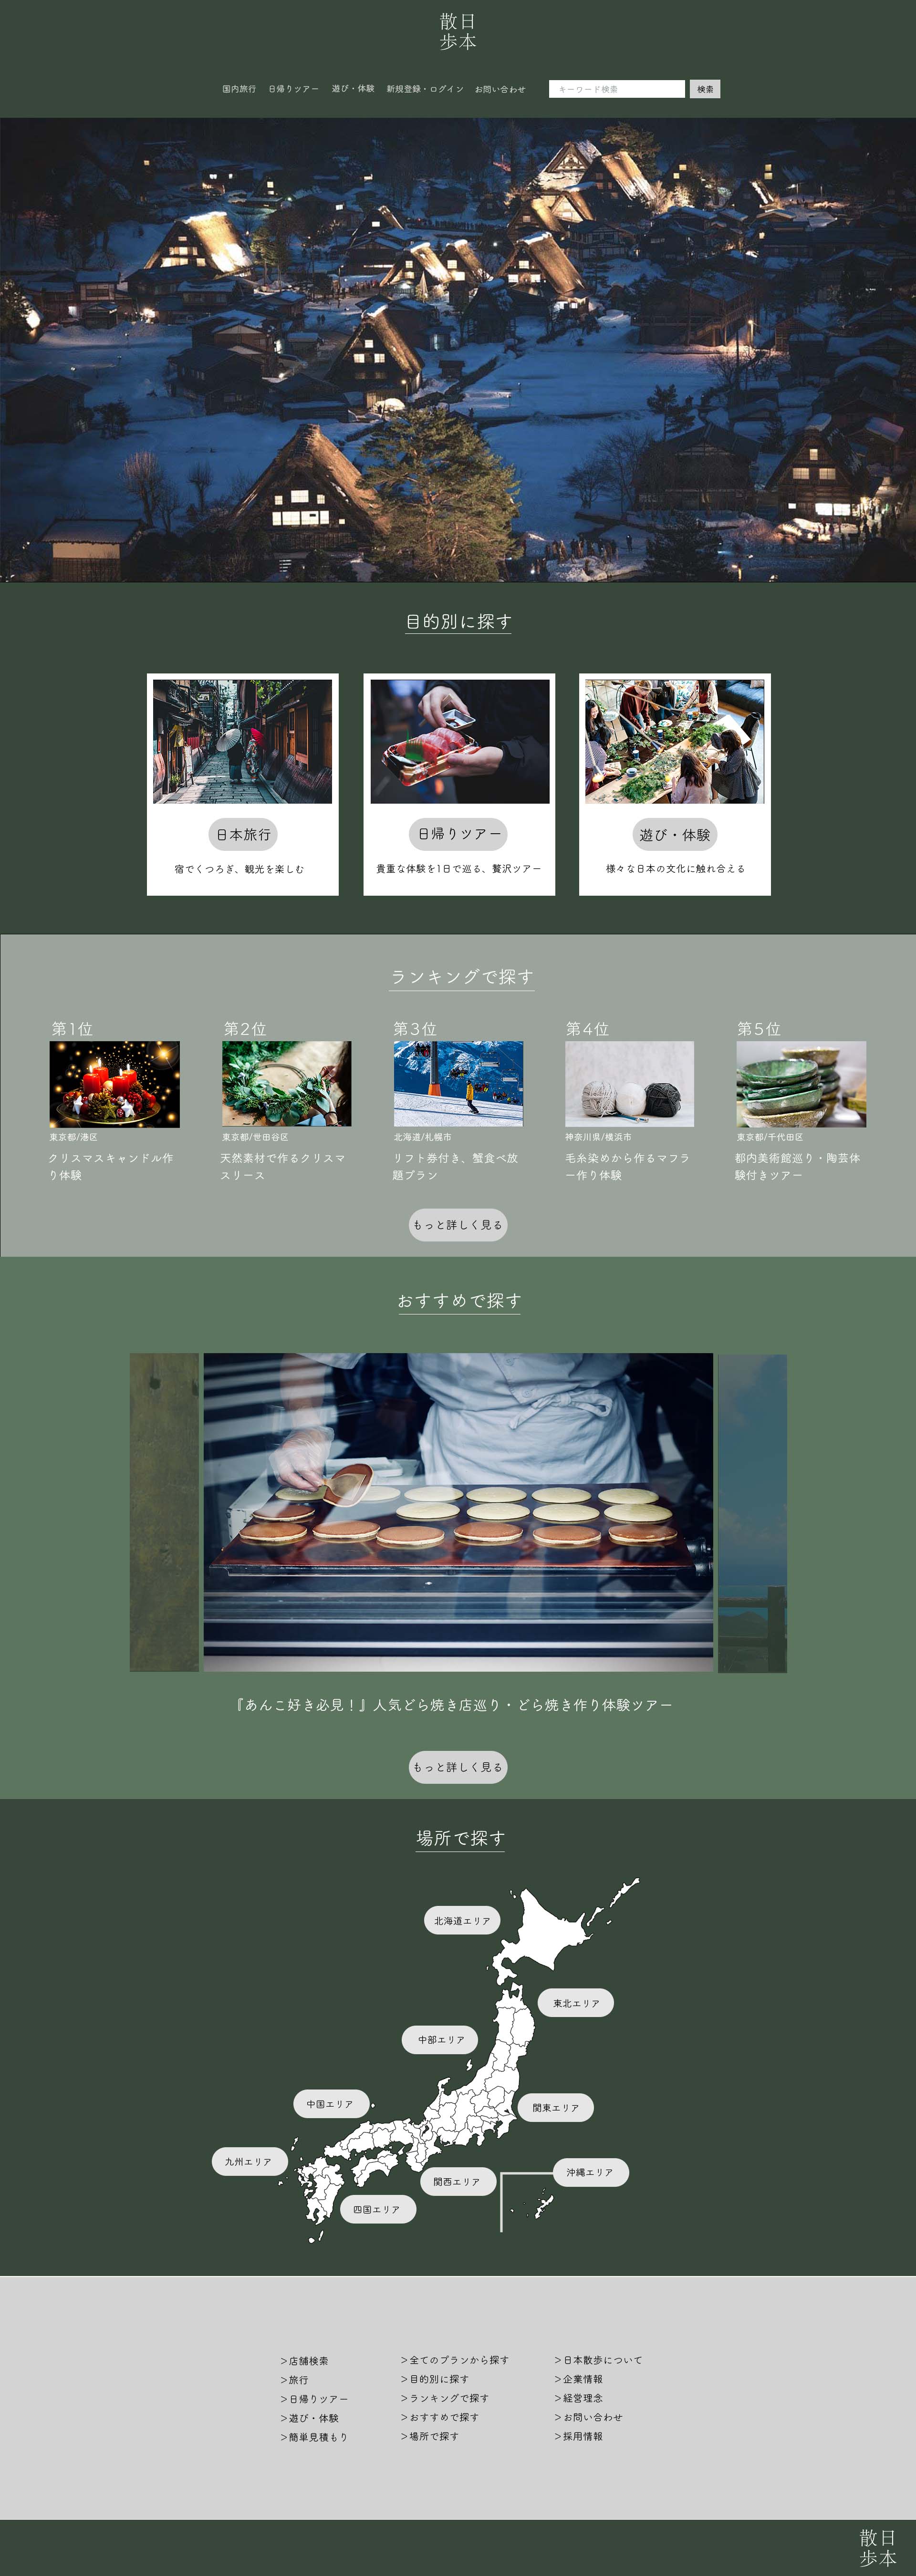 日本
散歩
国内旅行 日帰りツアー 遊び・体験 新規登録・ログイン お問い合わせ キーワード検索 検索
目的別に探す
日本旅行 日帰りツアー 遊び・体験
宿でくつろぎ、観光を楽しむ 貴重な体験を1日で巡る、贅沢ツアー 様々な日本の文化に触れ合える
ランキングで探す
第1位 第2位 第3位 第4位 第5位
東京都/港区 東京都/世田谷区 北海道/札幌市 神奈川県/横浜市 東京都/千代田区
クリスマスキャンドル作
り体験
天然素材で作るクリスマ
スリース
リフト券付き、蟹食べ放
題プラン
毛糸染めから作るマフラ
ー作り体験
都内美術館巡り・陶芸体
験付きツアー
もっと詳しく見る
おすすめで探す
『あんこ好き必見！』人気どら焼き店巡り・どら焼き作り体験ツアー
もっと詳しく見る
場所で探す
北海道エリア
東北エリア
中部エリア
中国エリア
関東エリア
九州エリア
沖縄エリア
関西エリア
四国エリア
＞店舗検索
＞旅行
＞日帰りツアー
＞遊び・体験
＞簡単見積もり
＞全てのプランから探す
＞目的別に探す
＞ランキングで探す
＞おすすめで探す
＞場所で探す
＞日本散歩について
＞企業情報
＞経営理念
＞お問い合わせ
＞採用情報
日本
散歩